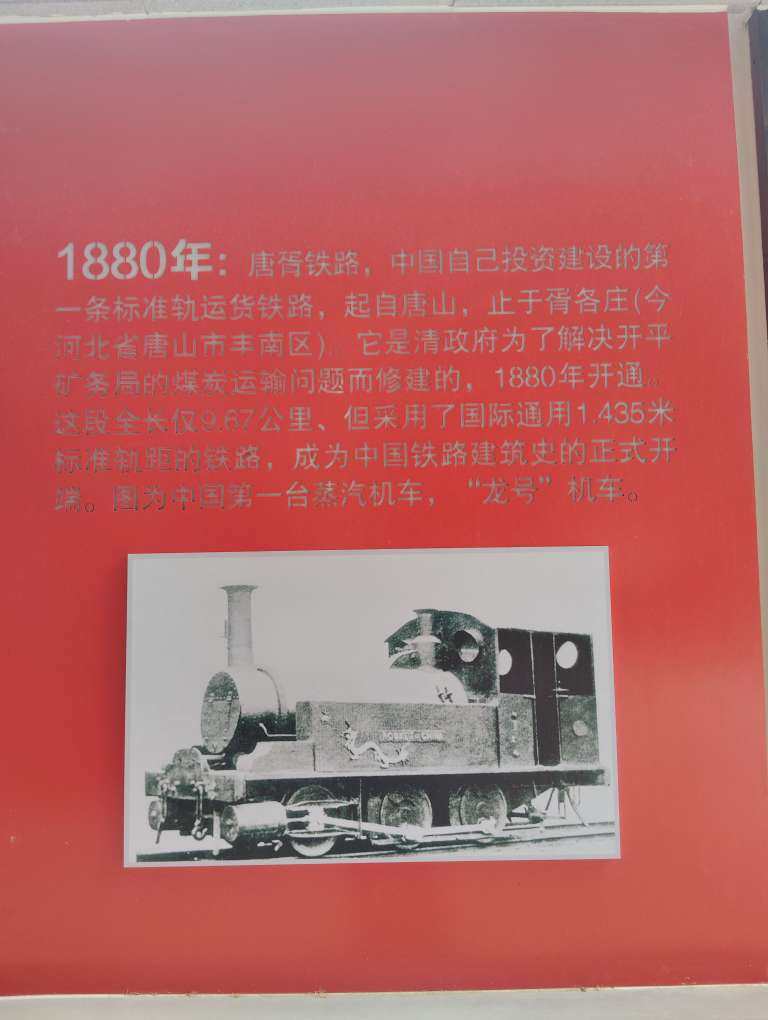 1880年：唐胥铁路，中国自己投资建设的第
一条标准轨运货铁路，起自唐山，止于胥各庄(今
河北省唐山市丰南区)。它是清政府为了解决开平
矿务局的煤炭运输问题而修建的，1880年开通。
这段全长仅9.67公里、但采用了国际通用1.435米
标准轨距的铁路，成为中国铁路建筑史的正式开
端。图为中国第一台蒸汽机车，“龙号”机车。